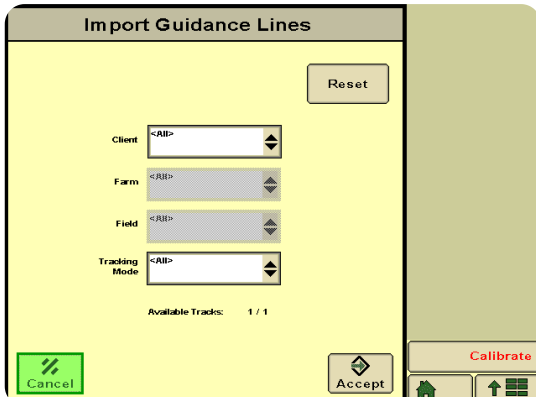 Import Guidance Lines
Reset
Client
<All>
Farm
<All>
Field
<All>
Tracking
Mode
<All>
Available Tracks: 1 / 1
Cancel
Accept
Calibrate